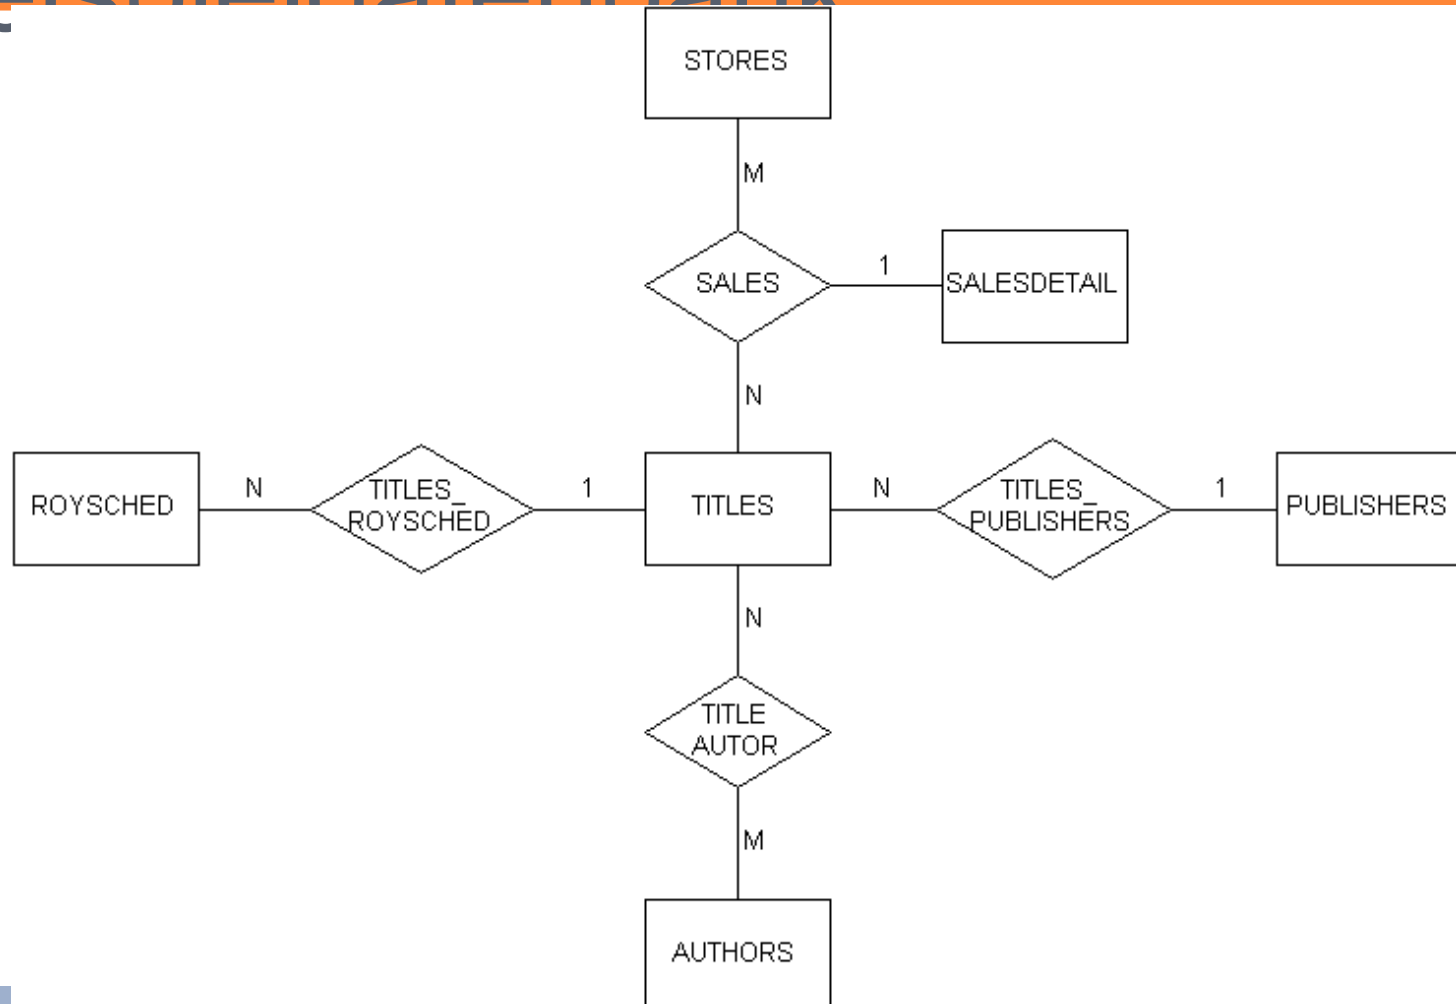 STORES
M
SALES
1
SALESDETAIL
N
ROYSCHED
N
TITLES_
ROYSCHED
1
TITLES
N
TITLES_
PUBLISHERS
1
PUBLISHERS
N
TITLE
AUTOR
M
AUTHORS